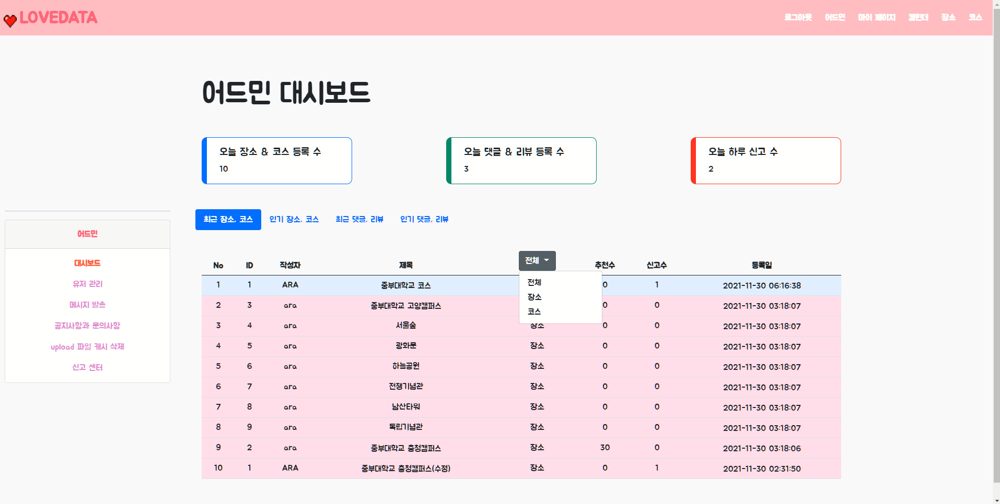 LOVEDATA
로그아웃 어드민 마이 페이지 캘린더 장소 코스
어드민 대시보드
오늘 장소 & 코스 등록 수
10
오늘 댓글 & 리뷰 등록 수
3
오늘 하루 신고 수
2
어드민
대시보드
유저 관리
메시지 발송
공지사항과 문의사항
upload 파일 캐시 삭제
신고 센터
최근 장소, 코스 인기 장소, 코스 최근 댓글, 리뷰 인기 댓글, 리뷰
No ID 작성자 제목 전체 추천수 신고수 등록일
전체
장소
코스
1 1 ARA 중부대학교 코스 0 1 2021-11-30 06:16:38
2 3 ara 중부대학교 고양캠퍼스 0 0 2021-11-30 03:18:07
3 4 ara 서울숲 장소 0 0 2021-11-30 03:18:07
4 5 ara 광화문 장소 0 0 2021-11-30 03:18:07
5 6 ara 하늘공원 장소 0 0 2021-11-30 03:18:07
6 7 ara 전쟁기념관 장소 0 0 2021-11-30 03:18:07
7 8 ara 남산타워 장소 0 0 2021-11-30 03:18:07
8 9 ara 독립기념관 장소 0 0 2021-11-30 03:18:07
9 2 ara 중부대학교 충청캠퍼스 장소 30 0 2021-11-30 03:18:06
10 1 ARA 중부대학교 충청캠퍼스(수정) 장소 0 1 2021-11-30 02:31:50